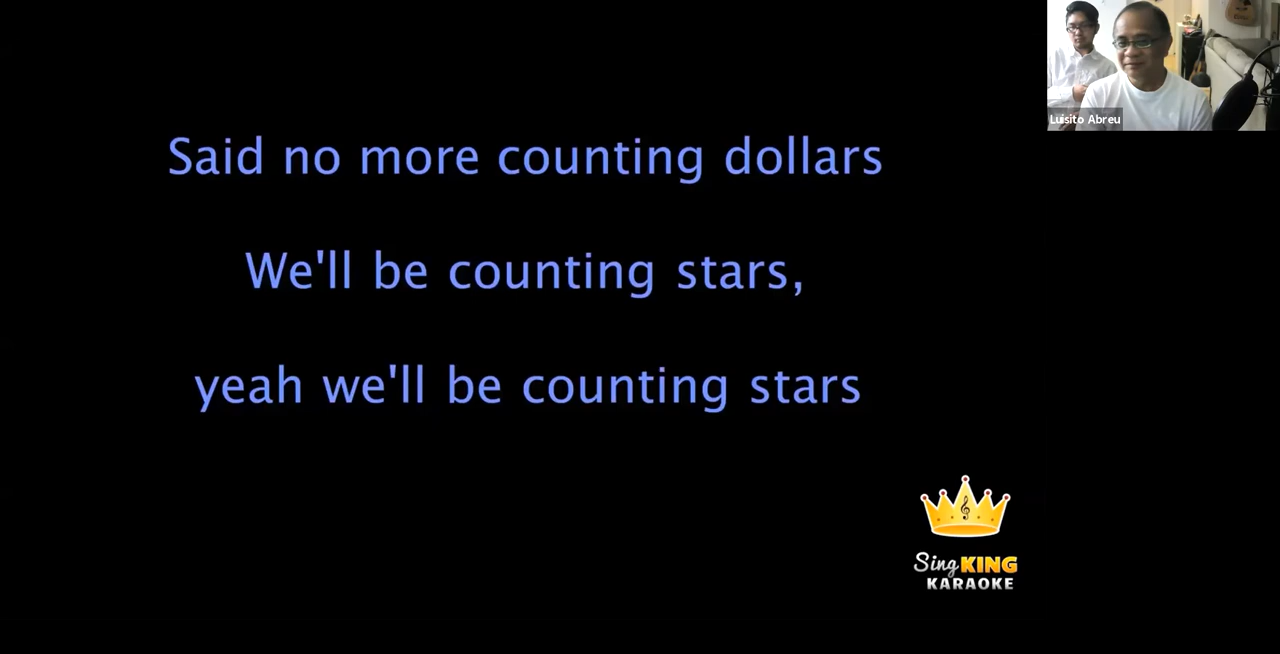 Said no more counting dollars
We'll be counting stars,
yeah we'll be counting stars
Luisito Abreu
Sing KING
KARAOKE